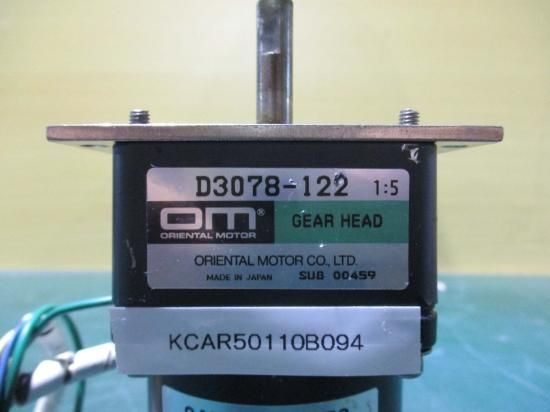 D3078-122 1:5
om®
ORIENTAL MOTOR
GEAR HEAD
ORIENTAL MOTOR CO., LTD.
MADE IN JAPAN SUB 00459
KCAR50110B094